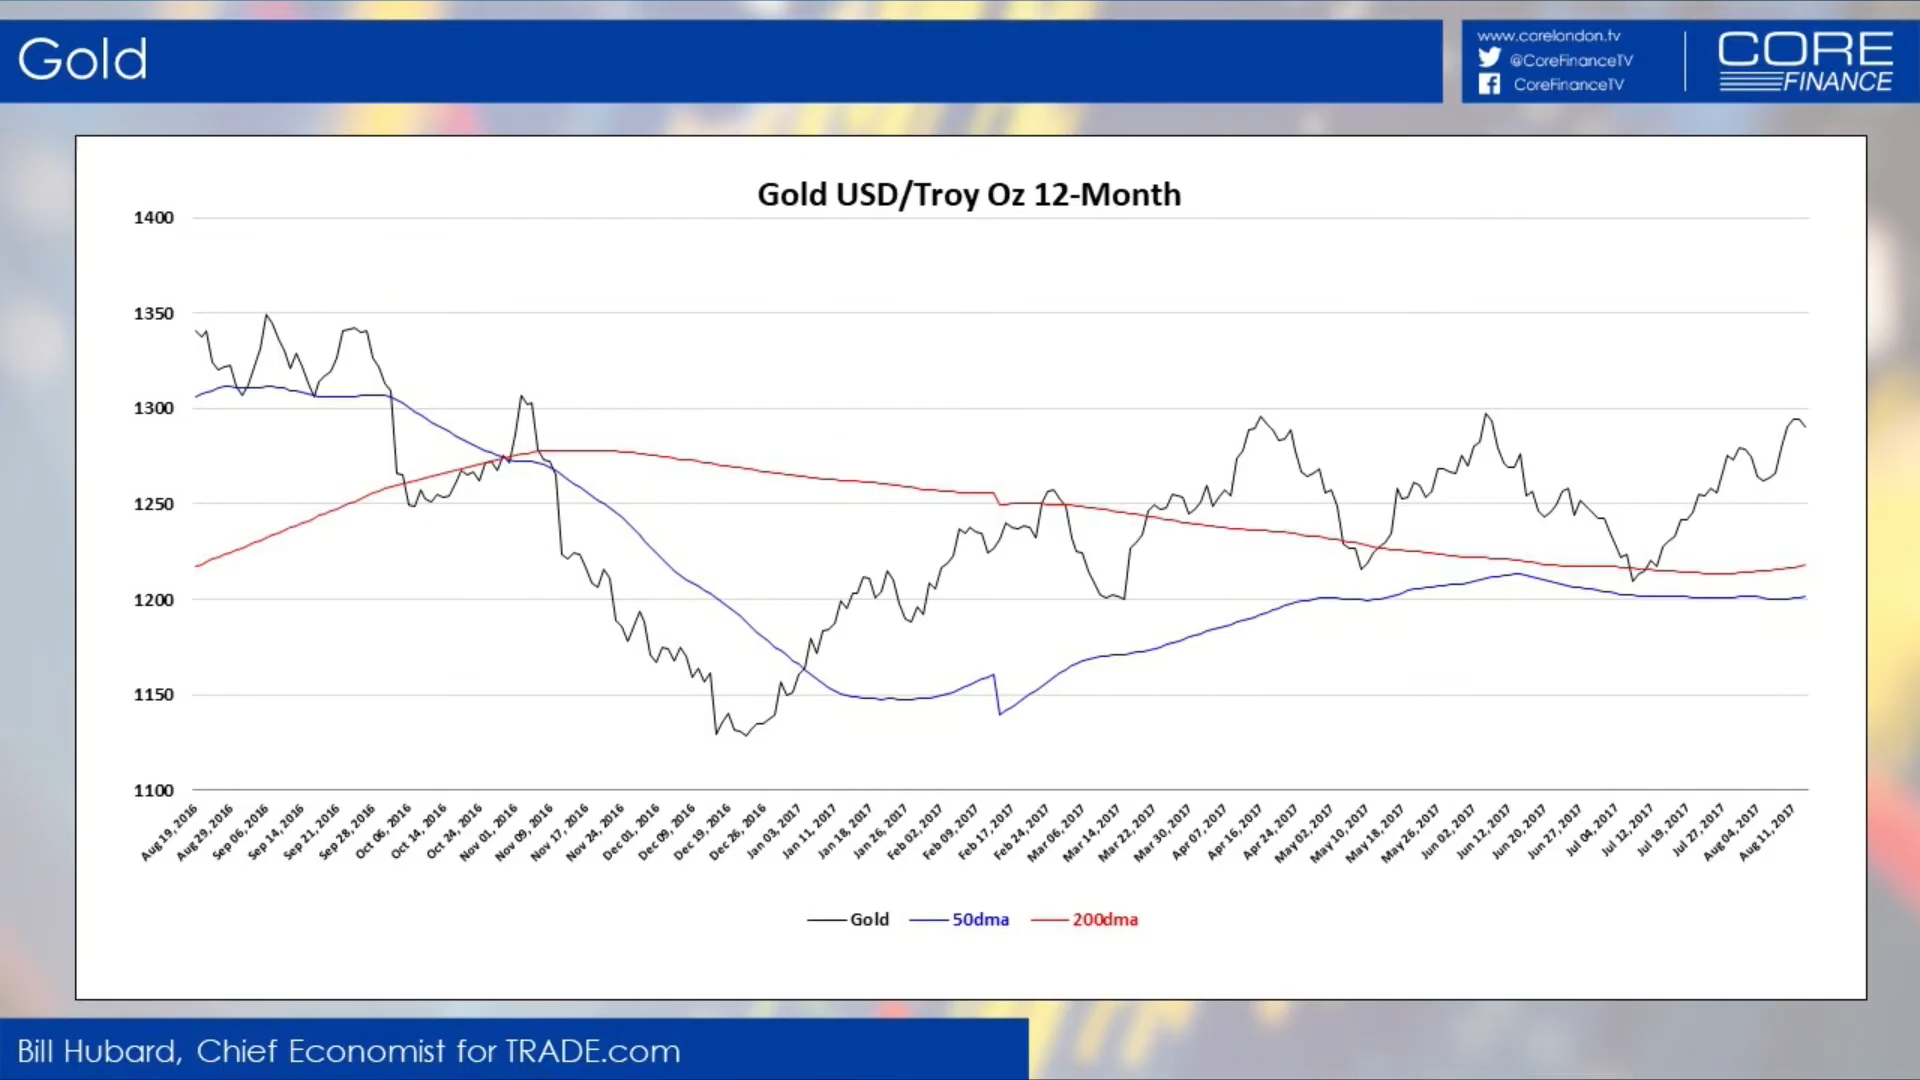 Gold
www.corelondon.tv
@CoreFinanceTV
CoreFinanceTV
CORE
FINANCE
Gold USD/Troy Oz 12-Month
1400
1350
1300
1250
1200
1150
1100
Aug 19, 2016
Aug 29, 2016
Sep 06, 2016
Sep 14, 2016
Sep 21, 2016
Sep 28, 2016
Oct 06, 2016
Oct 14, 2016
Oct 24, 2016
Nov 01, 2016
Nov 09, 2016
Nov 17, 2016
Nov 24, 2016
Dec 01, 2016
Dec 09, 2016
Dec 19, 2016
Dec 26, 2016
Jan 03, 2017
Jan 11, 2017
Jan 18, 2017
Jan 26, 2017
Feb 02, 2017
Feb 09, 2017
Feb 17, 2017
Feb 24, 2017
Mar 06, 2017
Mar 14, 2017
Mar 22, 2017
Mar 30, 2017
Apr 07, 2017
Apr 16, 2017
Apr 24, 2017
May 02, 2017
May 10, 2017
May 18, 2017
May 26, 2017
Jun 02, 2017
Jun 12, 2017
Jun 20, 2017
Jun 27, 2017
Jul 04, 2017
Jul 12, 2017
Jul 19, 2017
Jul 27, 2017
Aug 04, 2017
Aug 11, 2017
Gold 50dma 200dma
Bill Hubard, Chief Economist for TRADE.com